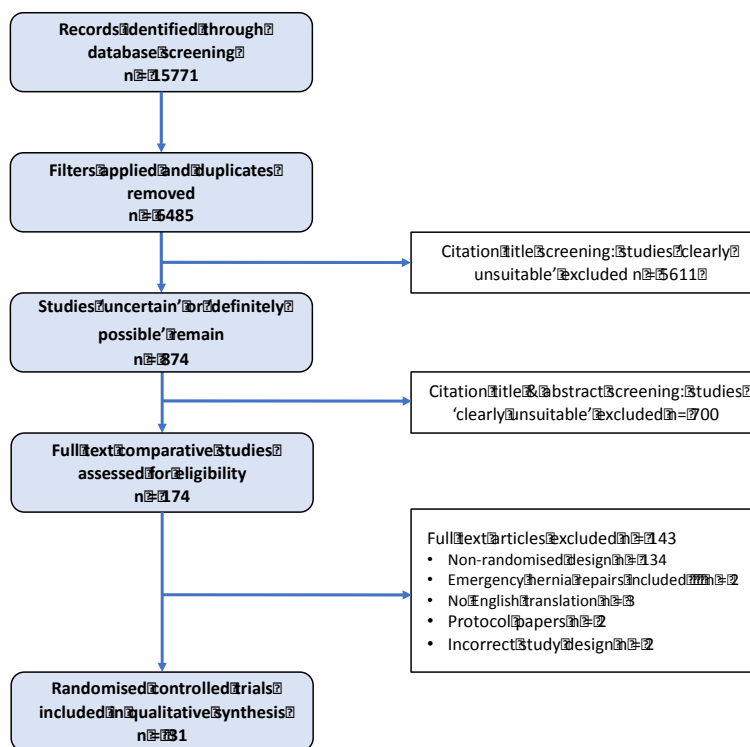 Records identified through
database screening
n = 15771
Filters applied and duplicates
removed
n = 6485
Citation title screening: studies 'clearly
unsuitable' excluded n = 5611
Studies 'uncertain' or 'definitely
possible' remain
n = 874
Citation title & abstract screening: studies
'clearly unsuitable' excluded n= 700
Full text comparative studies
assessed for eligibility
n = 174
Full text articles excluded n = 143
• Non-randomised design n = 134
• Emergency hernia repairs included n = 2
• No English translation n = 3
• Protocol papers n = 2
• Incorrect study design n = 2
Randomised controlled trials
included in qualitative synthesis
n = 31